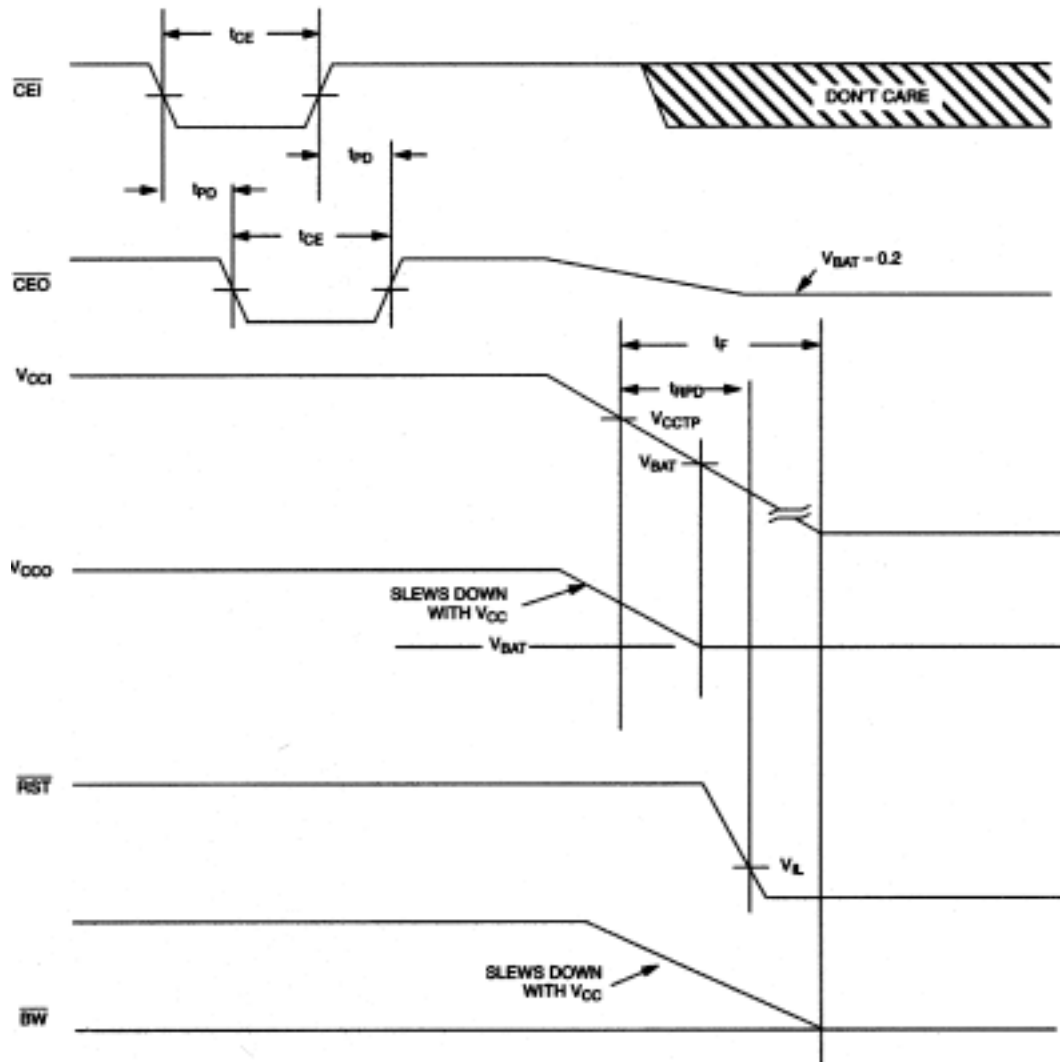 tCE
CEI
DON'T CARE
tPD
tPD
tCE
CEO
VBAT – 0.2
tF
VCCI
tRPD
VCCTP
VBAT
VCCO
SLEWS DOWN
WITH VCC
VBAT
RST
VIL
SLEWS DOWN
WITH VCC
BW